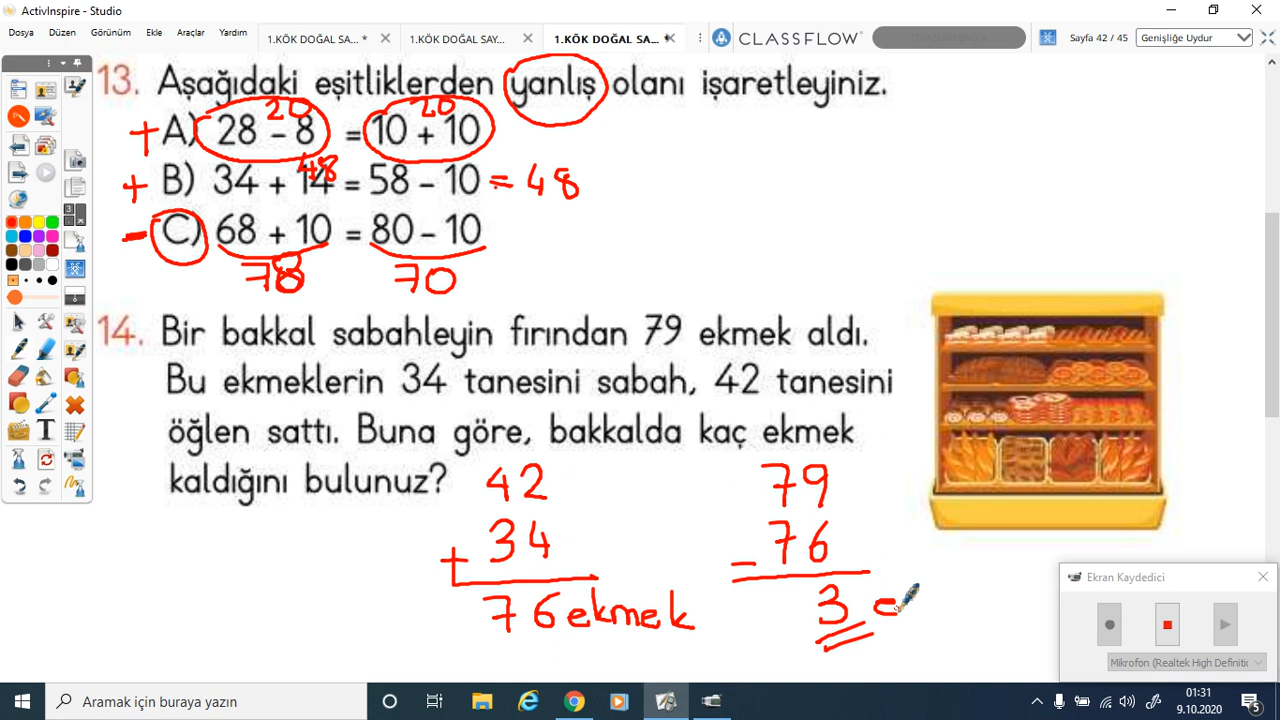 ActivInspire - Studio
Dosya Düzen Görünüm Ekle Araçlar Yardım
1.KÖK DOĞAL SA... *
1.KÖK DOĞAL SAY...
1.KÖK DOĞAL SA... *
CLASSFLOW
Sayfa 42 / 45
Genişliğe Uydur
13. Aşağıdaki eşitliklerden yanlış olanı işaretleyiniz.
20 20
+ A) 28 - 8 = 10 + 10
48
+ B) 34 + 14 = 58 - 10 = 48
- C) 68 + 10 = 80 - 10
78 70
14. Bir bakkal sabahleyin fırından 79 ekmek aldı.
Bu ekmeklerin 34 tanesini sabah, 42 tanesini
öğlen sattı. Buna göre, bakkalda kaç ekmek
kaldığını bulunuz?
42 79
+ 34 - 76
76 ekmek 3 e
Ekran Kaydedici
Mikrofon (Realtek High Definitic
Aramak için buraya yazın
01:31
9.10.2020
5